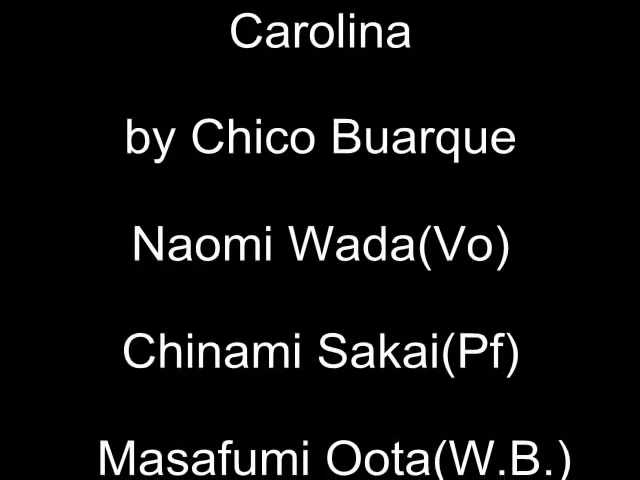 Carolina
by Chico Buarque
Naomi Wada(Vo)
Chinami Sakai(Pf)
Masafumi Oota(W.B.)